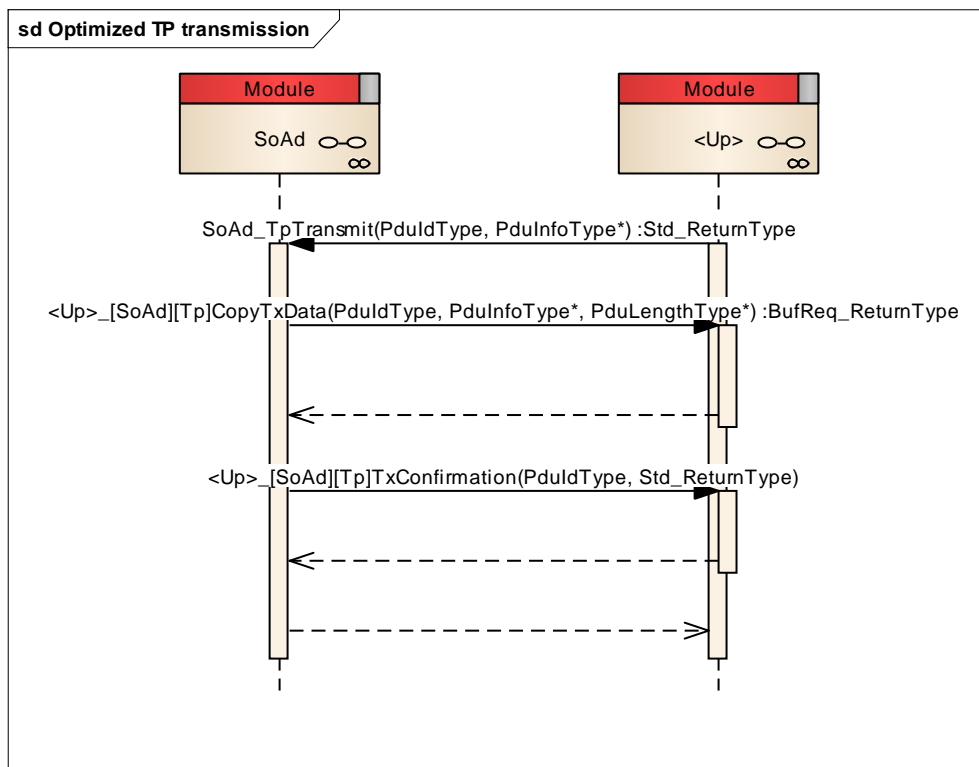 sd Optimized TP transmission
Module
Module
SoAd
<Up>
SoAd_TpTransmit(PduIdType, PduInfoType*) :Std_ReturnType
<Up>_[SoAd][Tp]CopyTxData(PduIdType, PduInfoType*, PduLengthType*) :BufReq_ReturnType
<Up>_[SoAd][Tp]TxConfirmation(PduIdType, Std_ReturnType)